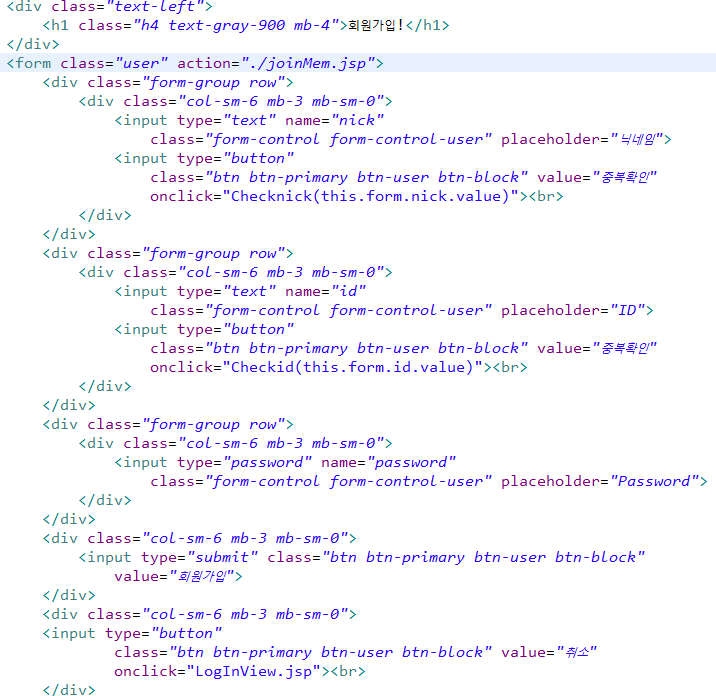 <div class="text-left">
<h1 class="h4 text-gray-900 mb-4">회원가입!</h1>
</div>
<form class="user" action="./joinMem.jsp">
<div class="form-group row">
<div class="col-sm-6 mb-3 mb-sm-0">
<input type="text" name="nick"
class="form-control form-control-user" placeholder="닉네임">
<input type="button"
class="btn btn-primary btn-user btn-block" value="중복확인"
onclick="Checknick(this.form.nick.value)"><br>
</div>
</div>
<div class="form-group row">
<div class="col-sm-6 mb-3 mb-sm-0">
<input type="text" name="id"
class="form-control form-control-user" placeholder="ID">
<input type="button"
class="btn btn-primary btn-user btn-block" value="중복확인"
onclick="Checkid(this.form.id.value)"><br>
</div>
</div>
<div class="form-group row">
<div class="col-sm-6 mb-3 mb-sm-0">
<input type="password" name="password"
class="form-control form-control-user" placeholder="Password">
</div>
</div>
<div class="col-sm-6 mb-3 mb-sm-0">
<input type="submit" class="btn btn-primary btn-user btn-block"
value="회원가입">
</div>
<div class="col-sm-6 mb-3 mb-sm-0">
<input type="button"
class="btn btn-primary btn-user btn-block" value="취소"
onclick="LogInView.jsp"><br>
</div>